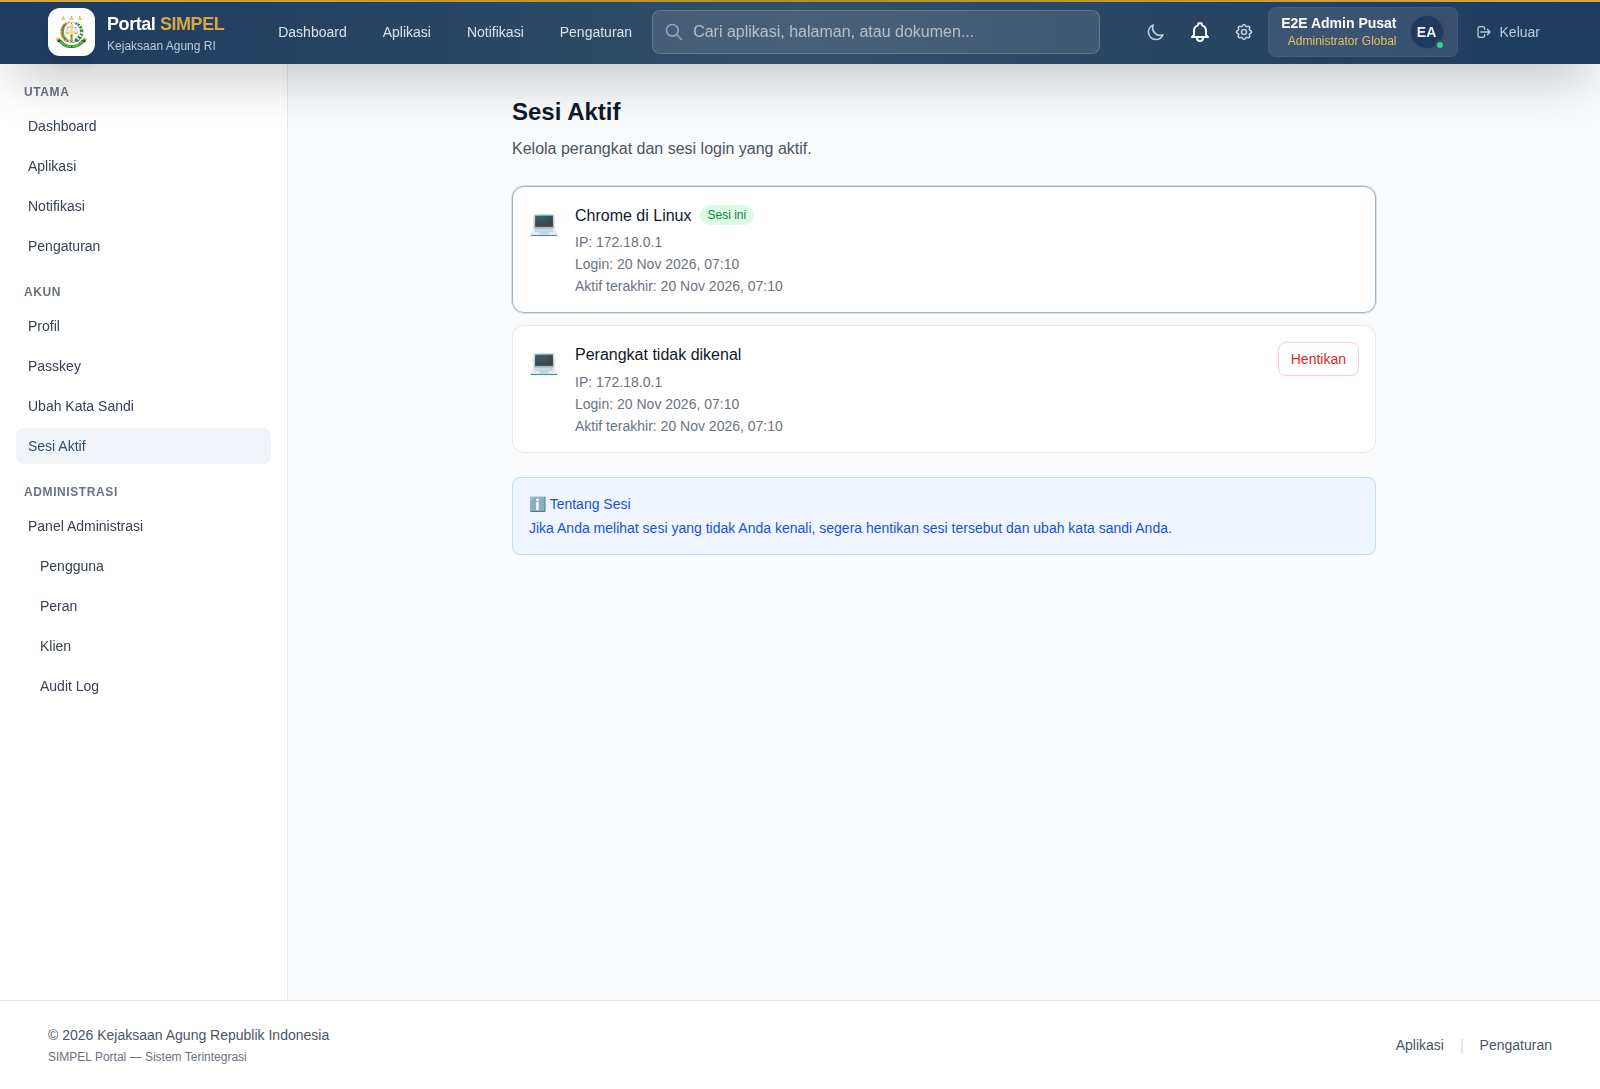 Portal SIMPEL
Kejaksaan Agung RI
Dashboard
Aplikasi
Notifikasi
Pengaturan
Cari aplikasi, halaman, atau dokumen...
E2E Admin Pusat
Administrator Global
EA
Keluar
UTAMA
Dashboard
Aplikasi
Notifikasi
Pengaturan
AKUN
Profil
Passkey
Ubah Kata Sandi
Sesi Aktif
ADMINISTRASI
Panel Administrasi
Pengguna
Peran
Klien
Audit Log
Sesi Aktif
Kelola perangkat dan sesi login yang aktif.
Chrome di Linux Sesi ini
IP: 172.18.0.1
Login: 20 Nov 2026, 07:10
Aktif terakhir: 20 Nov 2026, 07:10
Perangkat tidak dikenal
Hentikan
IP: 172.18.0.1
Login: 20 Nov 2026, 07:10
Aktif terakhir: 20 Nov 2026, 07:10
ℹ️ Tentang Sesi
Jika Anda melihat sesi yang tidak Anda kenali, segera hentikan sesi tersebut dan ubah kata sandi Anda.
© 2026 Kejaksaan Agung Republik Indonesia
SIMPEL Portal — Sistem Terintegrasi
Aplikasi | Pengaturan